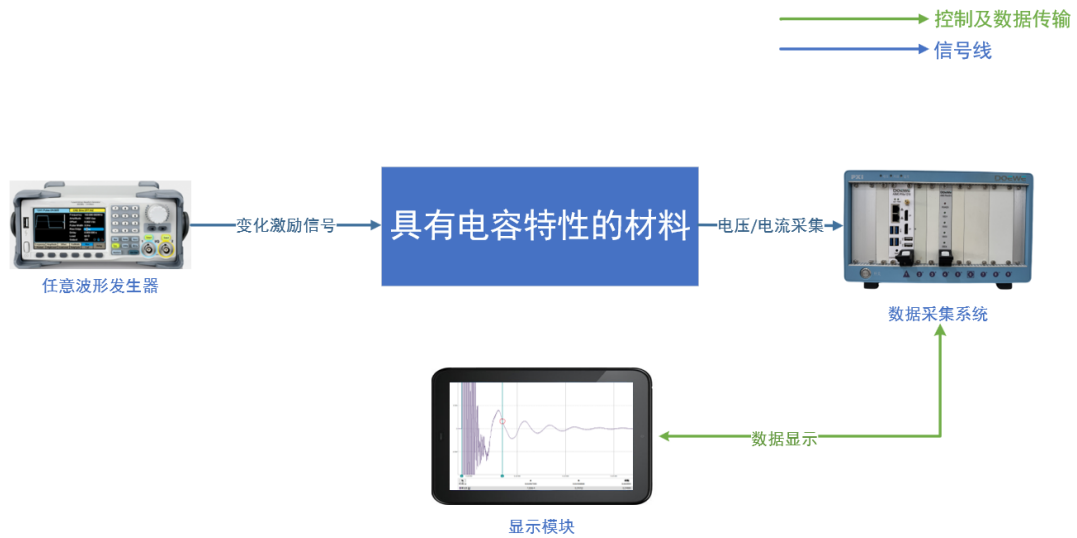 控制及数据传输
信号线
变化激励信号
具有电容特性的材料
电压/电流采集
任意波形发生器
数据采集系统
数据显示
显示模块